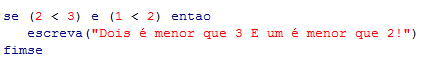 se (2 < 3) e (1 < 2) entao
escreva("Dois é menor que 3 E um é menor que 2!")
fimse